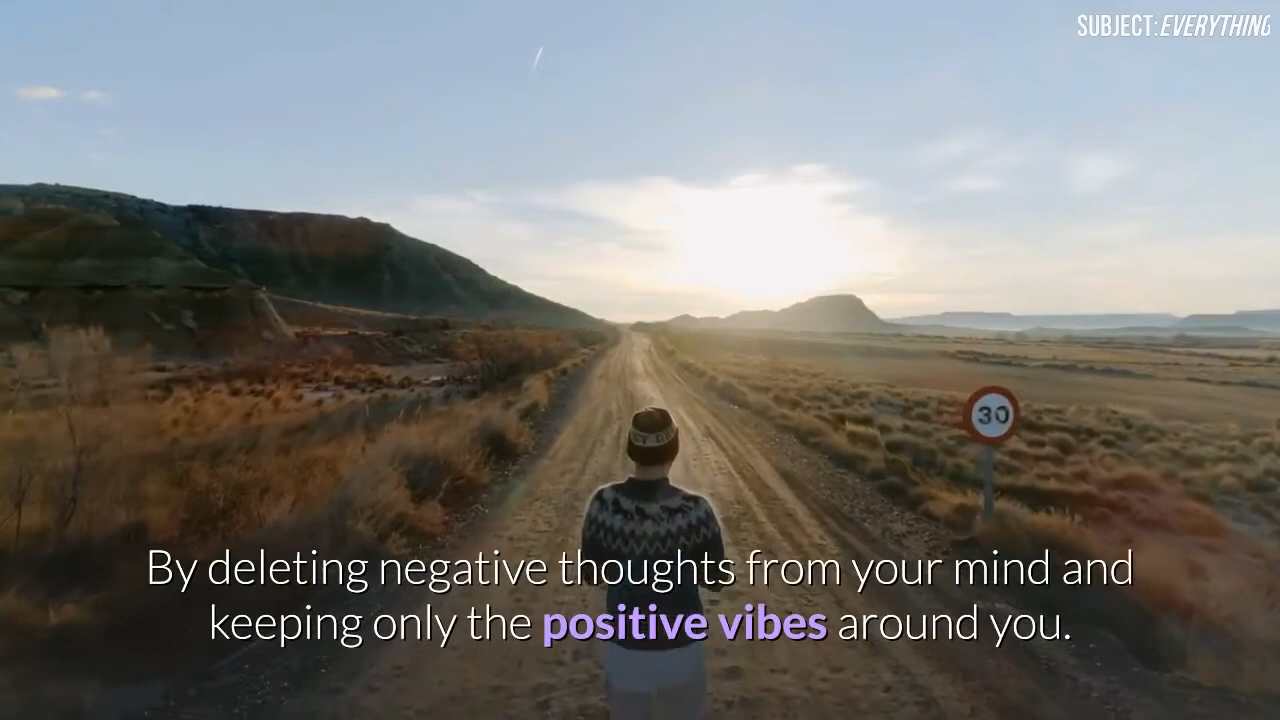 SUBJECT: EVERYTHING
30
By deleting negative thoughts from your mind and
keeping only the positive vibes around you.